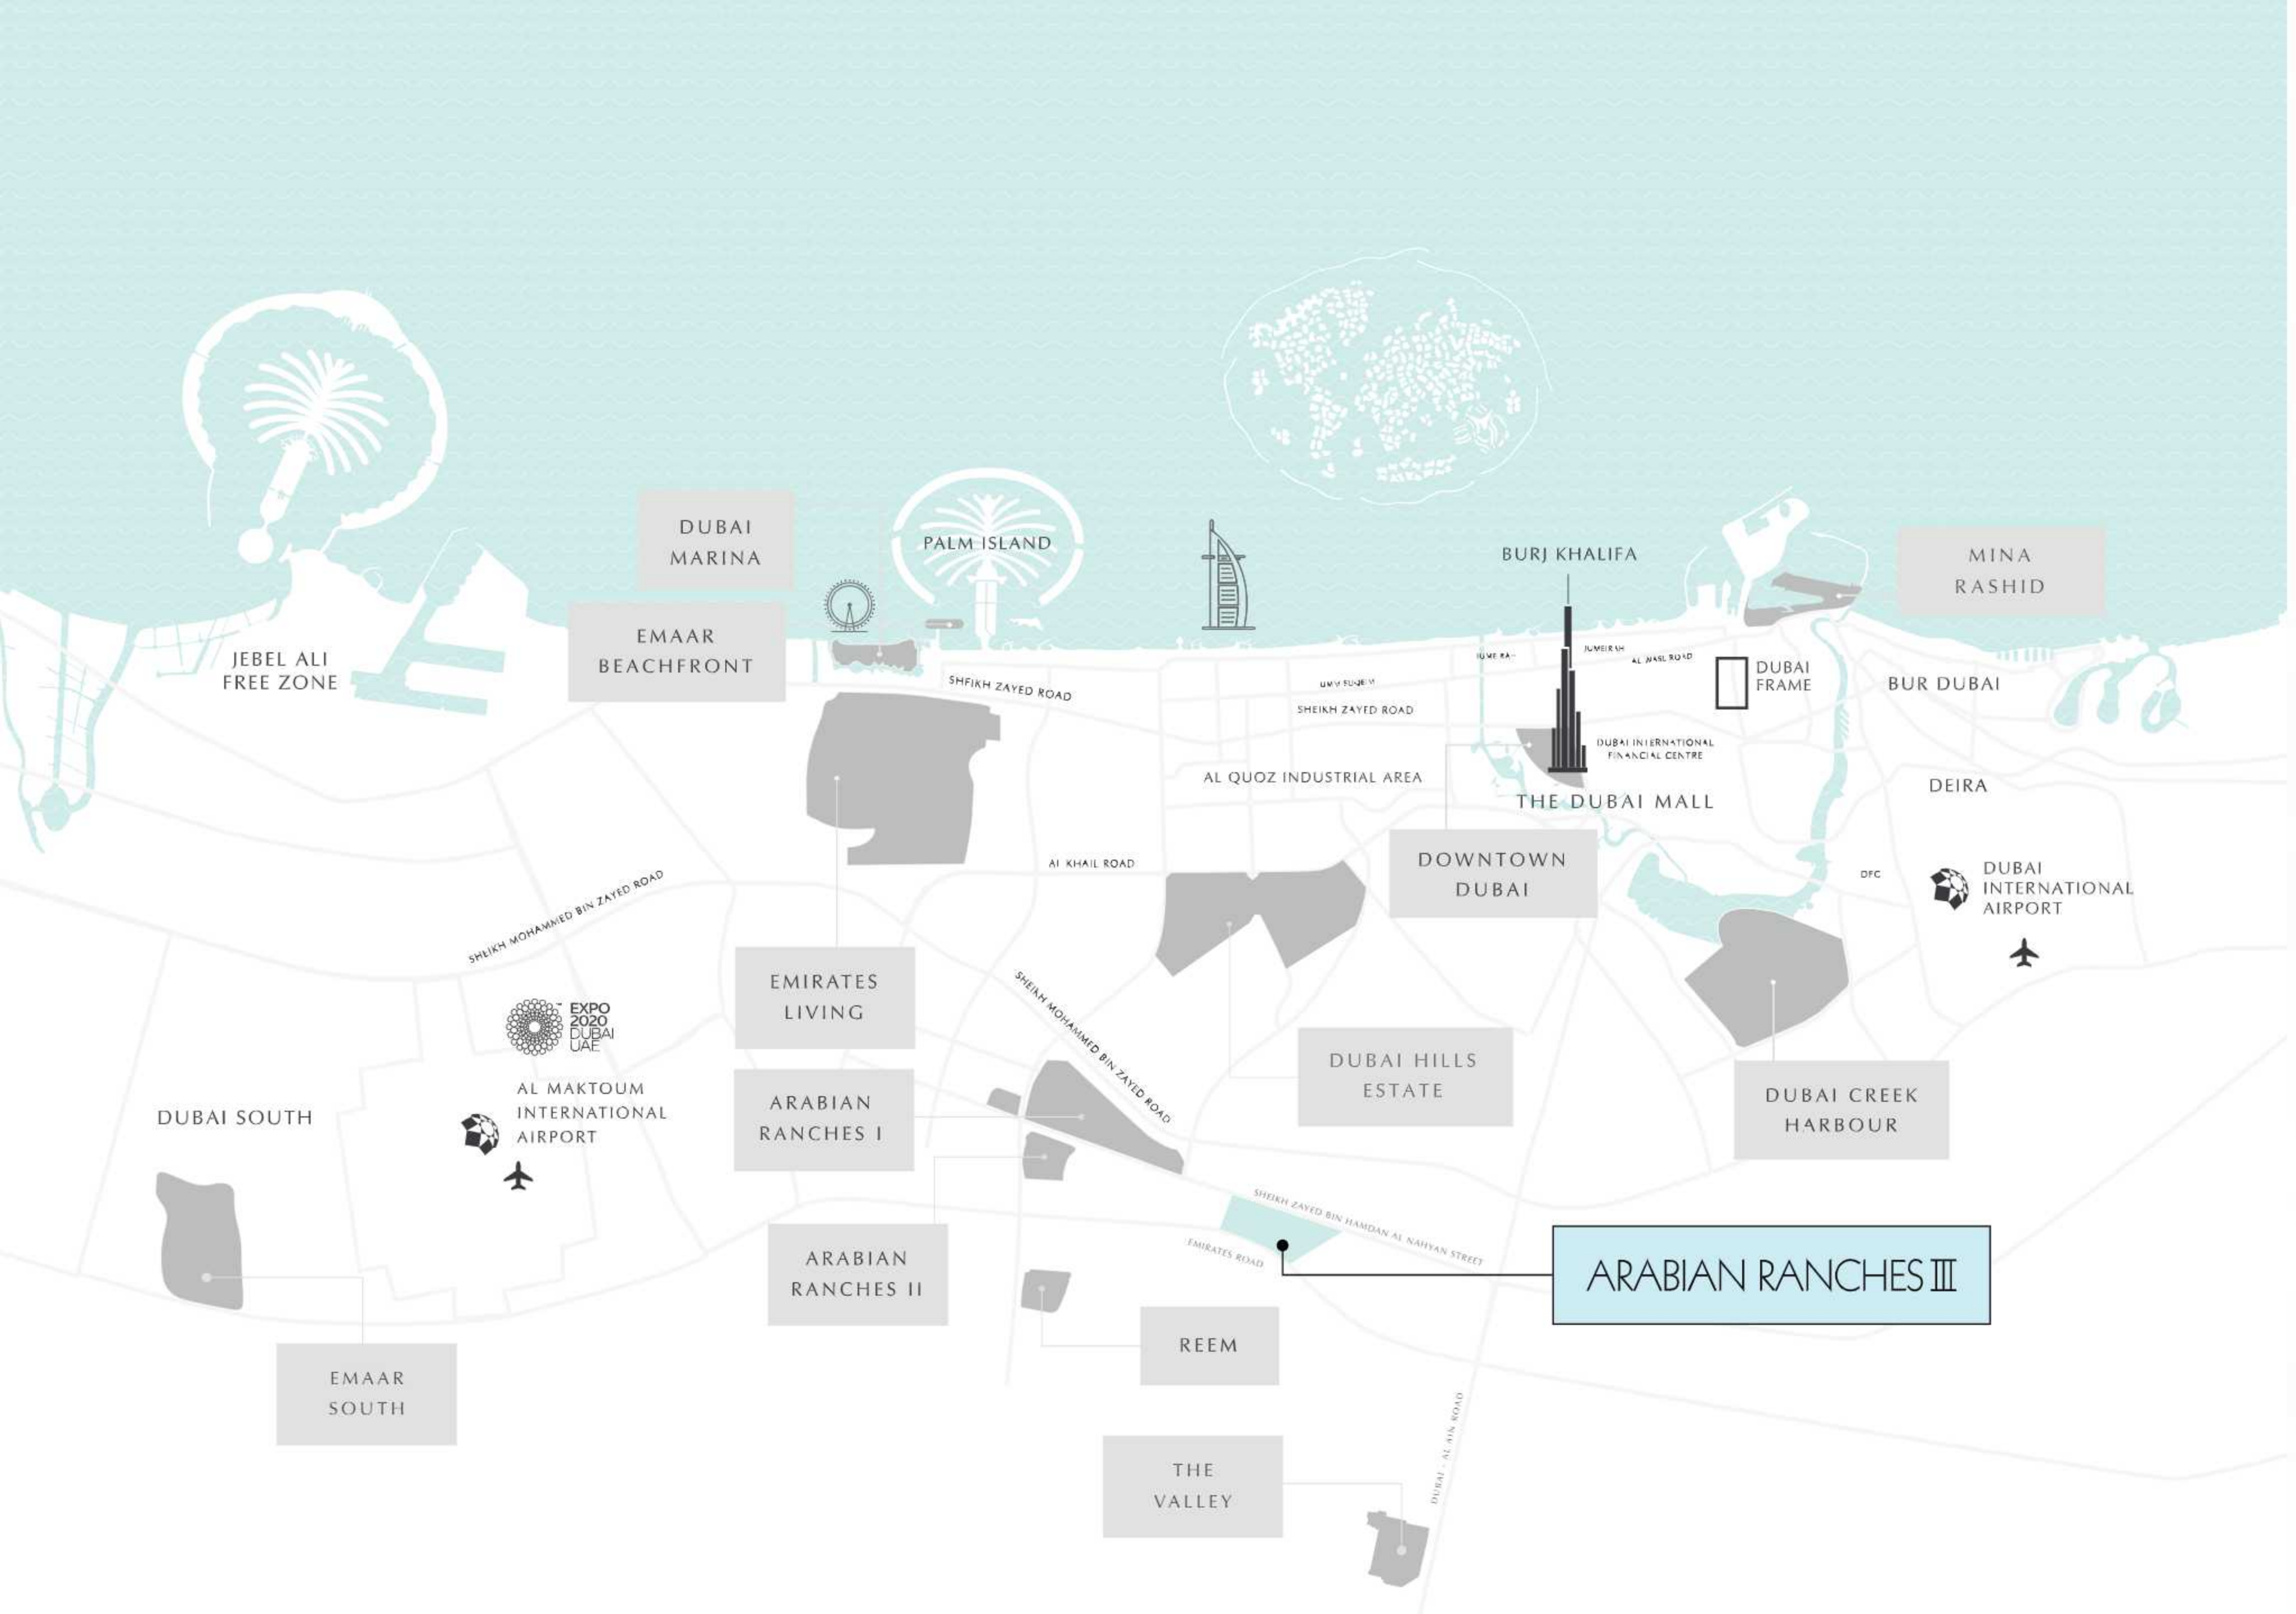 DUBAI
MARINA
PALM ISLAND
BURJ KHALIFA
MINA
RASHID
EMAAR
BEACHFRONT
JEBEL ALI
FREE ZONE
SHEIKH ZAYED ROAD
SHEIKH ZAYED ROAD
JUMEIRAH
AL WASL ROAD
DUBAI
FRAME
BUR DUBAI
DUBAI INTERNATIONAL
FINANCIAL CENTRE
AL QUOZ INDUSTRIAL AREA
THE DUBAI MALL
DEIRA
DOWNTOWN
DUBAI
AL KHAIL ROAD
DFC
DUBAI
INTERNATIONAL
AIRPORT
SHEIKH MOHAMMED BIN ZAYED ROAD
EMIRATES
LIVING
SHEIKH MOHAMMED BIN ZAYED ROAD
EXPO
2020
DUBAI
UAE
DUBAI HILLS
ESTATE
DUBAI CREEK
HARBOUR
AL MAKTOUM
INTERNATIONAL
AIRPORT
DUBAI SOUTH
ARABIAN
RANCHES I
SHEIKH ZAYED BIN HAMDAN AL NAHYAN STREET
EMIRATES ROAD
ARABIAN
RANCHES II
ARABIAN RANCHES III
REEM
EMAAR
SOUTH
DUBAI - AL AIN ROAD
THE
VALLEY